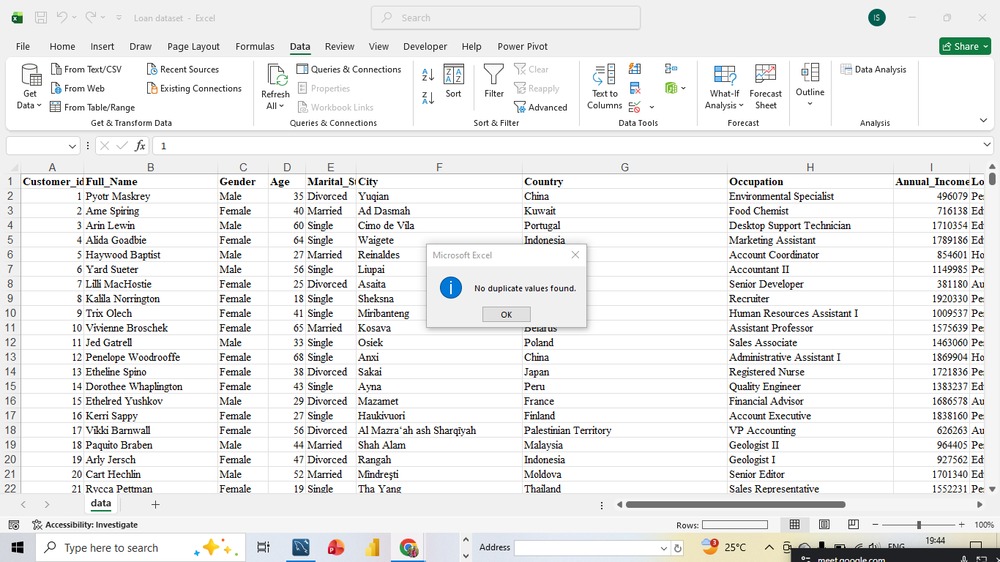 Loan dataset - Excel
Search
IS
File Home Insert Draw Page Layout Formulas Data Review View Developer Help Power Pivot
Share
Get Data
From Text/CSV
From Web
From Table/Range
Recent Sources
Existing Connections
Get & Transform Data
Refresh All
Queries & Connections
Properties
Workbook Links
Queries & Connections
Sort
Filter
Clear
Reapply
Advanced
Sort & Filter
Text to Columns
Data Tools
What-If Analysis
Forecast Sheet
Forecast
Outline
Data Analysis
Analysis
fx 1
A B C D E F G H I
1 Customer_id Full_Name Gender Age Marital_St City Country Occupation Annual_Income Lo
2 1 Pyotr Maskrey Male 35 Divorced Yuqian China Environmental Specialist 496079 Pe
3 2 Ame Spiring Female 40 Married Ad Dasmah Kuwait Food Chemist 716138 Ed
4 3 Arin Lewin Male 60 Single Cimo de Vila Portugal Desktop Support Technician 1710354 Ed
5 4 Alida Goadbie Female 64 Single Waigete Indonesia Marketing Assistant 1789186 Ed
6 5 Haywood Baptist Male 27 Married Reinaldes Account Coordinator 854601 Ho
7 6 Yard Sueter Male 56 Single Liupai Accountant II 1149985 Pe
8 7 Lilli MacHostie Female 25 Divorced Asaita Senior Developer 381180 Au
9 8 Kalila Norrington Female 18 Single Sheksna Recruiter 1920330 Pe
10 9 Trix Olech Female 41 Single Miribanteng Human Resources Assistant I 1009537 Pe
11 10 Vivienne Broschek Female 65 Married Kosava Belarus Assistant Professor 1575639 Pe
12 11 Jed Gatrell Male 33 Single Osiek Poland Sales Associate 1463060 Pe
13 12 Penelope Woodrooffe Female 68 Single Anxi China Administrative Assistant I 1869904 Ho
14 13 Etheline Spino Female 38 Divorced Sakai Japan Registered Nurse 1721836 Pe
15 14 Dorothee Whaplington Female 43 Single Ayna Peru Quality Engineer 1383237 Ed
16 15 Ethelred Yushkov Male 29 Divorced Mazamet France Financial Advisor 1686578 Au
17 16 Kerri Sappy Female 27 Single Haukivuori Finland Account Executive 1838160 Pe
18 17 Vikki Barnwall Female 56 Divorced Al Mazra‘ah ash Sharqīyah Palestinian Territory VP Accounting 626263 Au
19 18 Paquito Braben Male 44 Married Shah Alam Malaysia Geologist II 964405 Pe
20 19 Arly Jersch Female 47 Divorced Rangah Indonesia Geologist I 927562 Ed
21 20 Cart Hechlin Male 52 Married Mindreşti Moldova Senior Editor 1701340 Ed
22 21 Rycca Pettman Female 19 Single Tha Yang Thailand Sales Representative 1552231 Pe
Microsoft Excel
No duplicate values found.
OK
data
Accessibility: Investigate
Rows:
100%
Type here to search
Address
3
25°C
ENG
19:44
meet.google.com